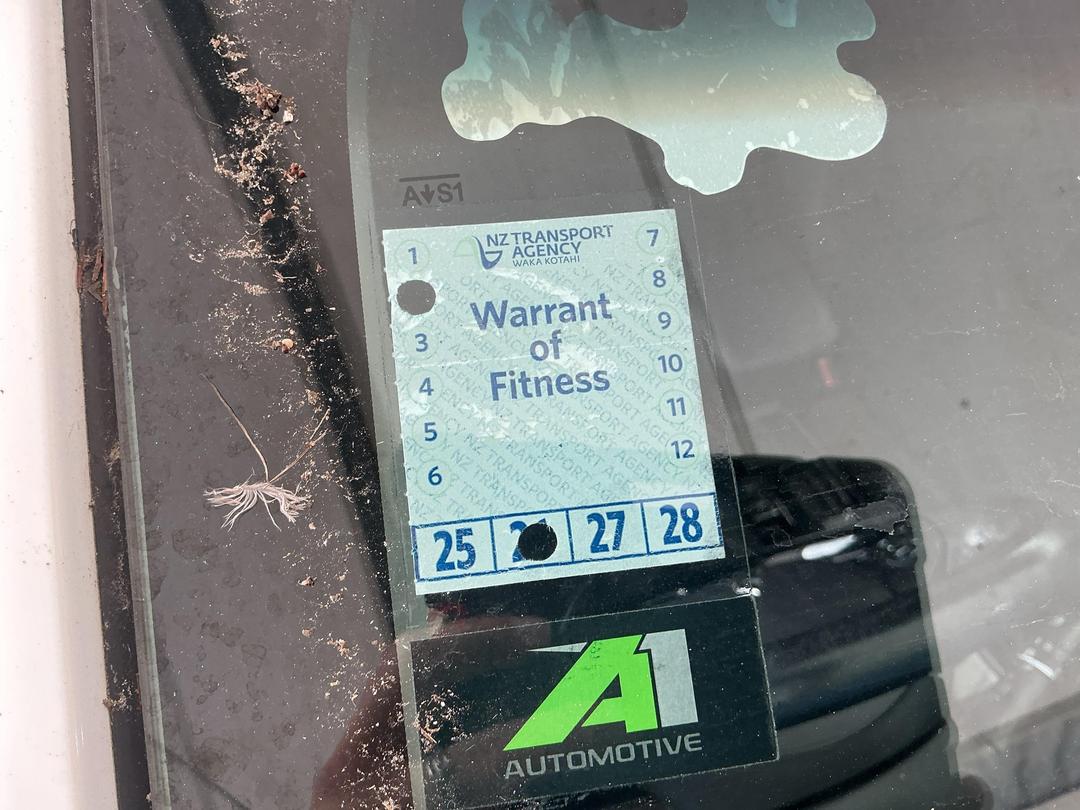 A↓S1
NZ TRANSPORT
AGENCY
WAKA KOTAHI
1
7
8
Warrant
of
Fitness
3
9
4
10
5
11
6
12
25 27 28
A1
AUTOMOTIVE